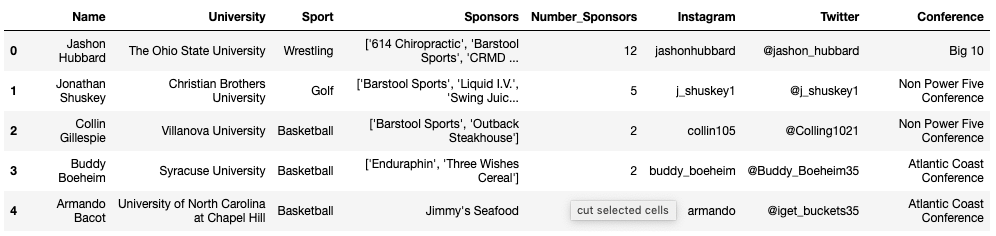 Name University Sport Sponsors Number_Sponsors Instagram Twitter Conference
0 Jashon Hubbard The Ohio State University Wrestling ['614 Chiropractic', 'Barstool Sports', 'CRMD ... 12 jashonhubbard @jashon_hubbard Big 10
1 Jonathan Shuskey Christian Brothers University Golf ['Barstool Sports', 'Liquid I.V.', 'Swing Juic... 5 j_shuskey1 @j_shuskey1 Non Power Five Conference
2 Collin Gillespie Villanova University Basketball ['Barstool Sports', 'Outback Steakhouse'] 2 collin105 @Colling1021 Non Power Five Conference
3 Buddy Boeheim Syracuse University Basketball ['Enduraphin', 'Three Wishes Cereal'] 2 buddy_boeheim @Buddy_Boeheim35 Atlantic Coast Conference
4 Armando Bacot University of North Carolina at Chapel Hill Basketball Jimmy's Seafood cut selected cells armando @iget_buckets35 Atlantic Coast Conference